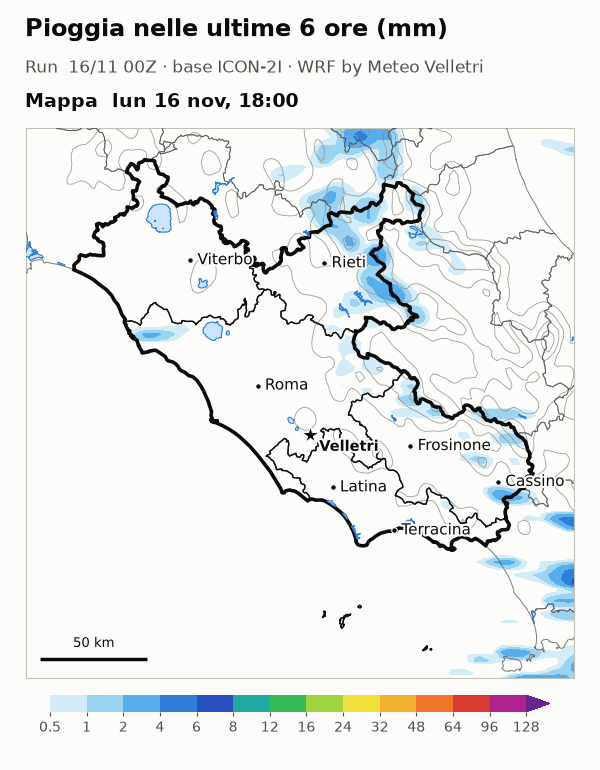 Pioggia nelle ultime 6 ore (mm)
Run  16/11 00Z · base ICON-2I · WRF by Meteo Velletri
Mappa  lun 16 nov, 18:00
Viterbo
Rieti
Roma
Velletri
Frosinone
Cassino
Latina
Terracina
50 km
0.5 1 2 4 6 8 12 16 24 32 48 64 96 128